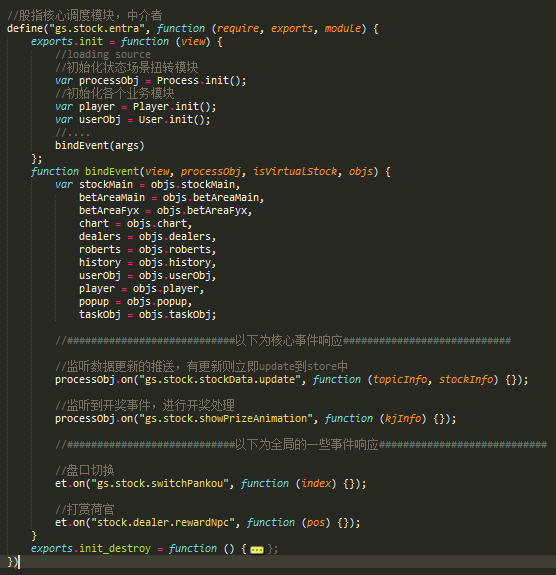 //股指核心调度模块，中介者
define("gs.stock.entra", function (require, exports, module) {
    exports.init = function (view) {
        //loading source
        //初始化状态场景扭转模块
        var processObj = Process.init();
        //初始化各个业务模块
        var player = Player.init();
        var userObj = User.init();
        //....
        bindEvent(args)
    };
    function bindEvent(view, processObj, isVirtualStock, objs) {
        var stockMain = objs.stockMain,
            betAreaMain = objs.betAreaMain,
            betAreaFyx = objs.betAreaFyx,
            chart = objs.chart,
            dealers = objs.dealers,
            roberts = objs.roberts,
            history = objs.history,
            userObj = objs.userObj,
            player = objs.player,
            popup = objs.popup,
            taskObj = objs.taskObj;
        //##########################以下为核心事件响应##########################
        //监听数据更新的推送，有更新则立即update到store中
        processObj.on("gs.stock.stockData.update", function (topicInfo, stockInfo) {});
        //监听到开奖事件，进行开奖处理
        processObj.on("gs.stock.showPrizeAnimation", function (kjInfo) {});
        //##########################以下为全局的一些事件响应##########################
        //盘口切换
        et.on("gs.stock.switchPankou", function (index) {});
        //打赏荷官
        et.on("stock.dealer.rewardNpc", function (pos) {});
    }
    exports.init_destroy = function () {…};
})